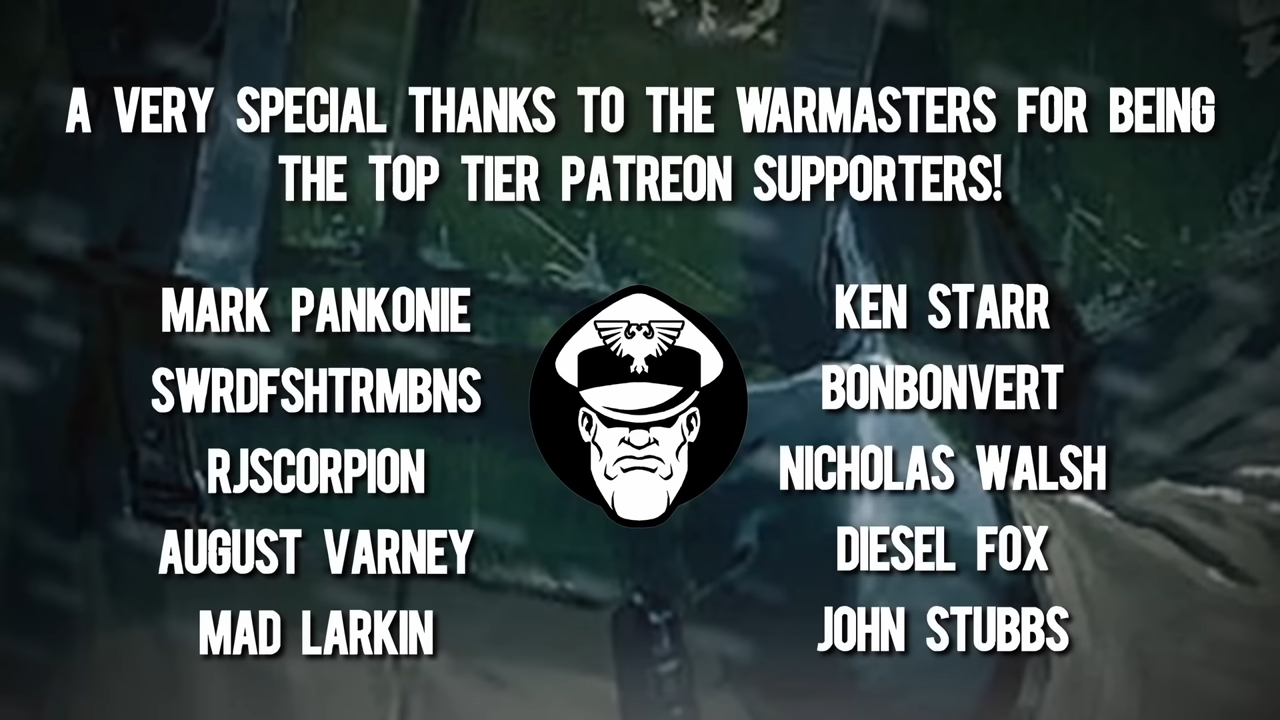 A VERY SPECIAL THANKS TO THE WARMASTERS FOR BEING
THE TOP TIER PATREON SUPPORTERS!
MARK PANKONIE
SWRDFSHTRMBNS
RJSCORPION
AUGUST VARNEY
MAD LARKIN
KEN STARR
BONBONVERT
NICHOLAS WALSH
DIESEL FOX
JOHN STUBBS